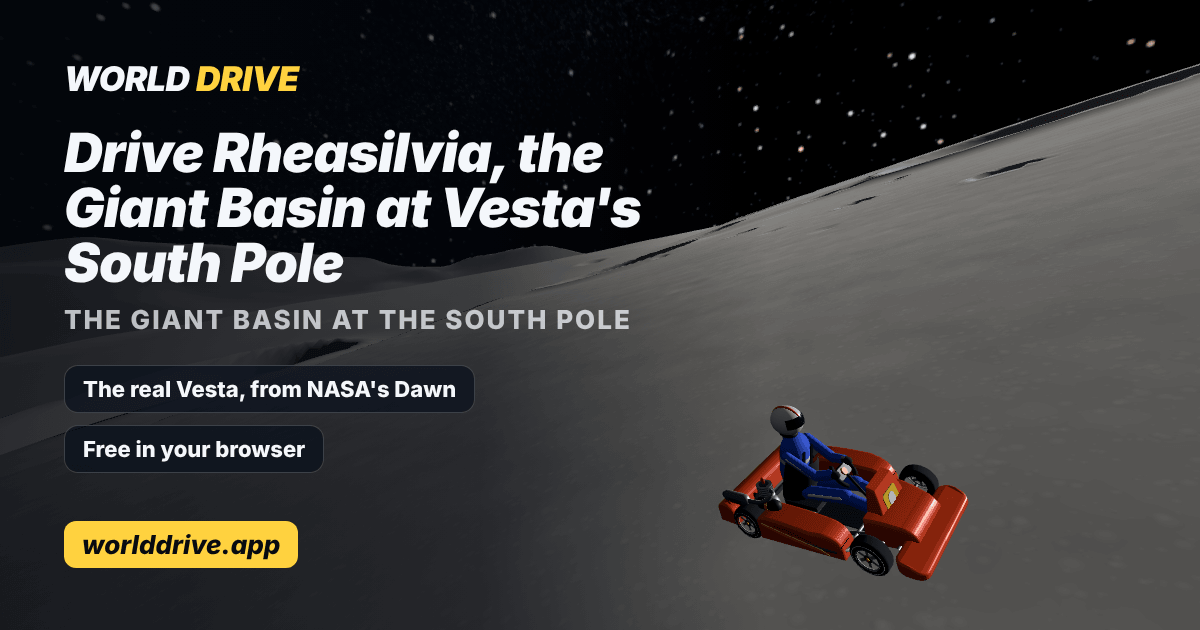 WORLD DRIVE
Drive Rheasilvia, the
Giant Basin at Vesta's
South Pole
THE GIANT BASIN AT THE SOUTH POLE
The real Vesta, from NASA's Dawn
Free in your browser
worlddrive.app